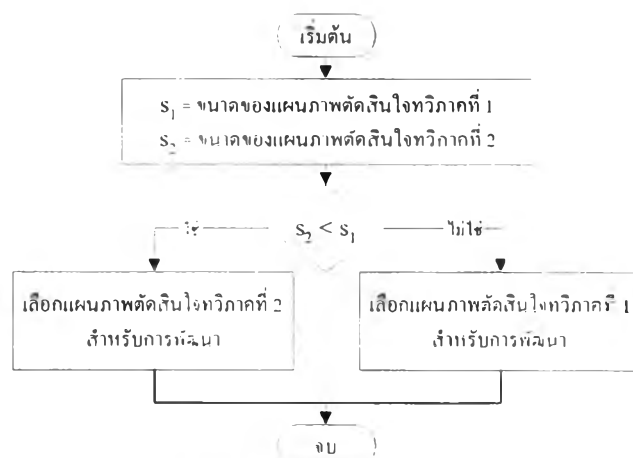 เริ่มต้น
S1 = ขนาดของแผนภาพตัดสินใจทวิภาคที่ 1
S2 = ขนาดของแผนภาพตัดสินใจทวิภาคที่ 2
ใช่
S2 < S1
ไม่ใช่
เลือกแผนภาพตัดสินใจทวิภาคที่ 2
สำหรับการพัฒนา
เลือกแผนภาพตัดสินใจทวิภาคที่ 1
สำหรับการพัฒนา
จบ